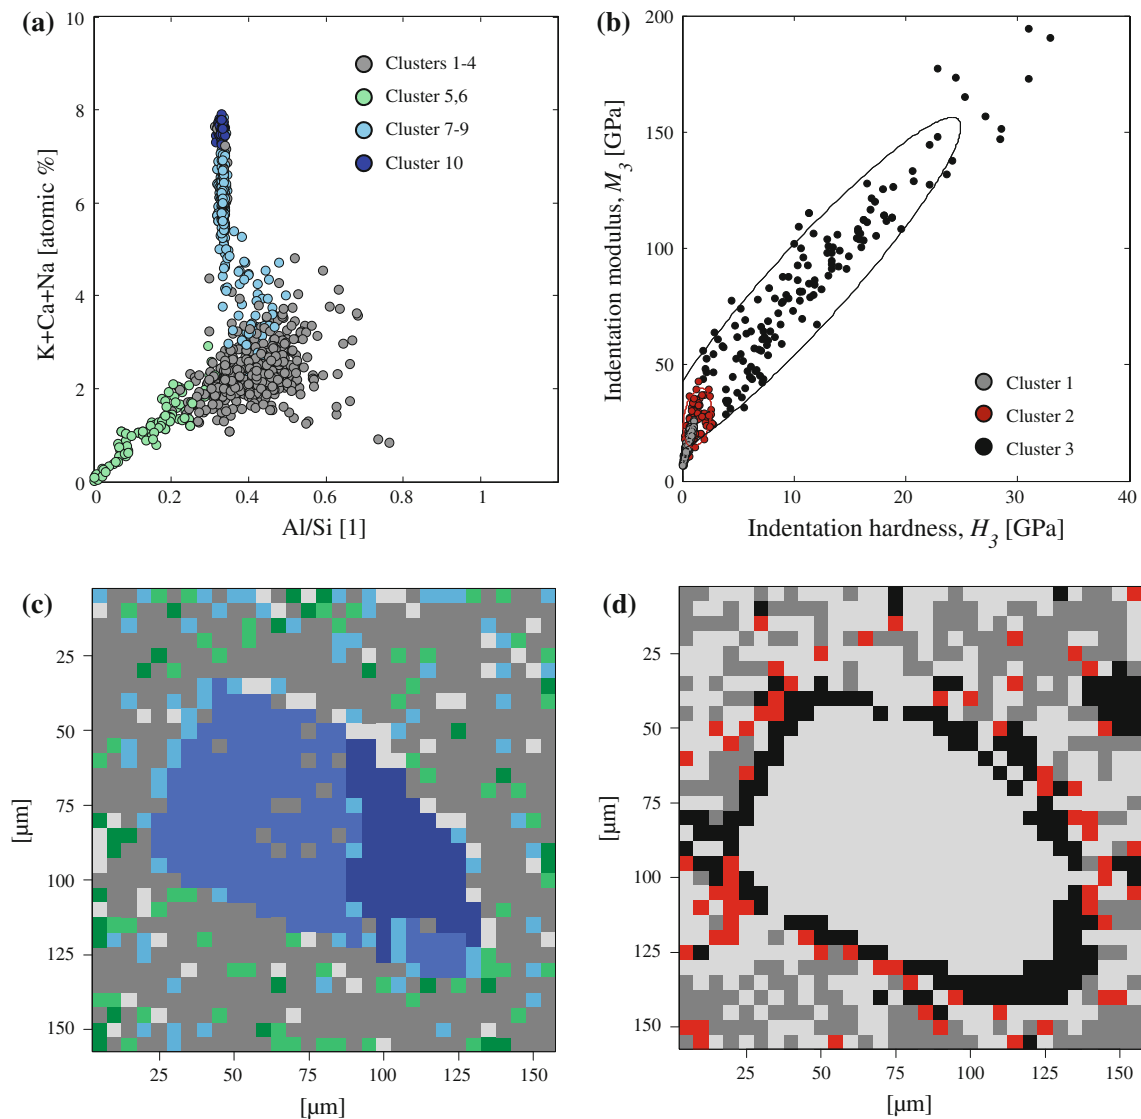 (a)
10
8
6
4
2
0
K+Ca+Na [atomic %]
0
0.2
0.4
0.6
0.8
1
Al/Si [1]
Clusters 1-4
Cluster 5,6
Cluster 7-9
Cluster 10
(b)
200
150
100
50
0
Indentation modulus, M3 [GPa]
0
10
20
30
40
Indentation hardness, H3 [GPa]
Cluster 1
Cluster 2
Cluster 3
(c)
25
50
75
100
125
150
[μm]
25
50
75
100
125
150
[μm]
(d)
25
50
75
100
125
150
[μm]
25
50
75
100
125
150
[μm]